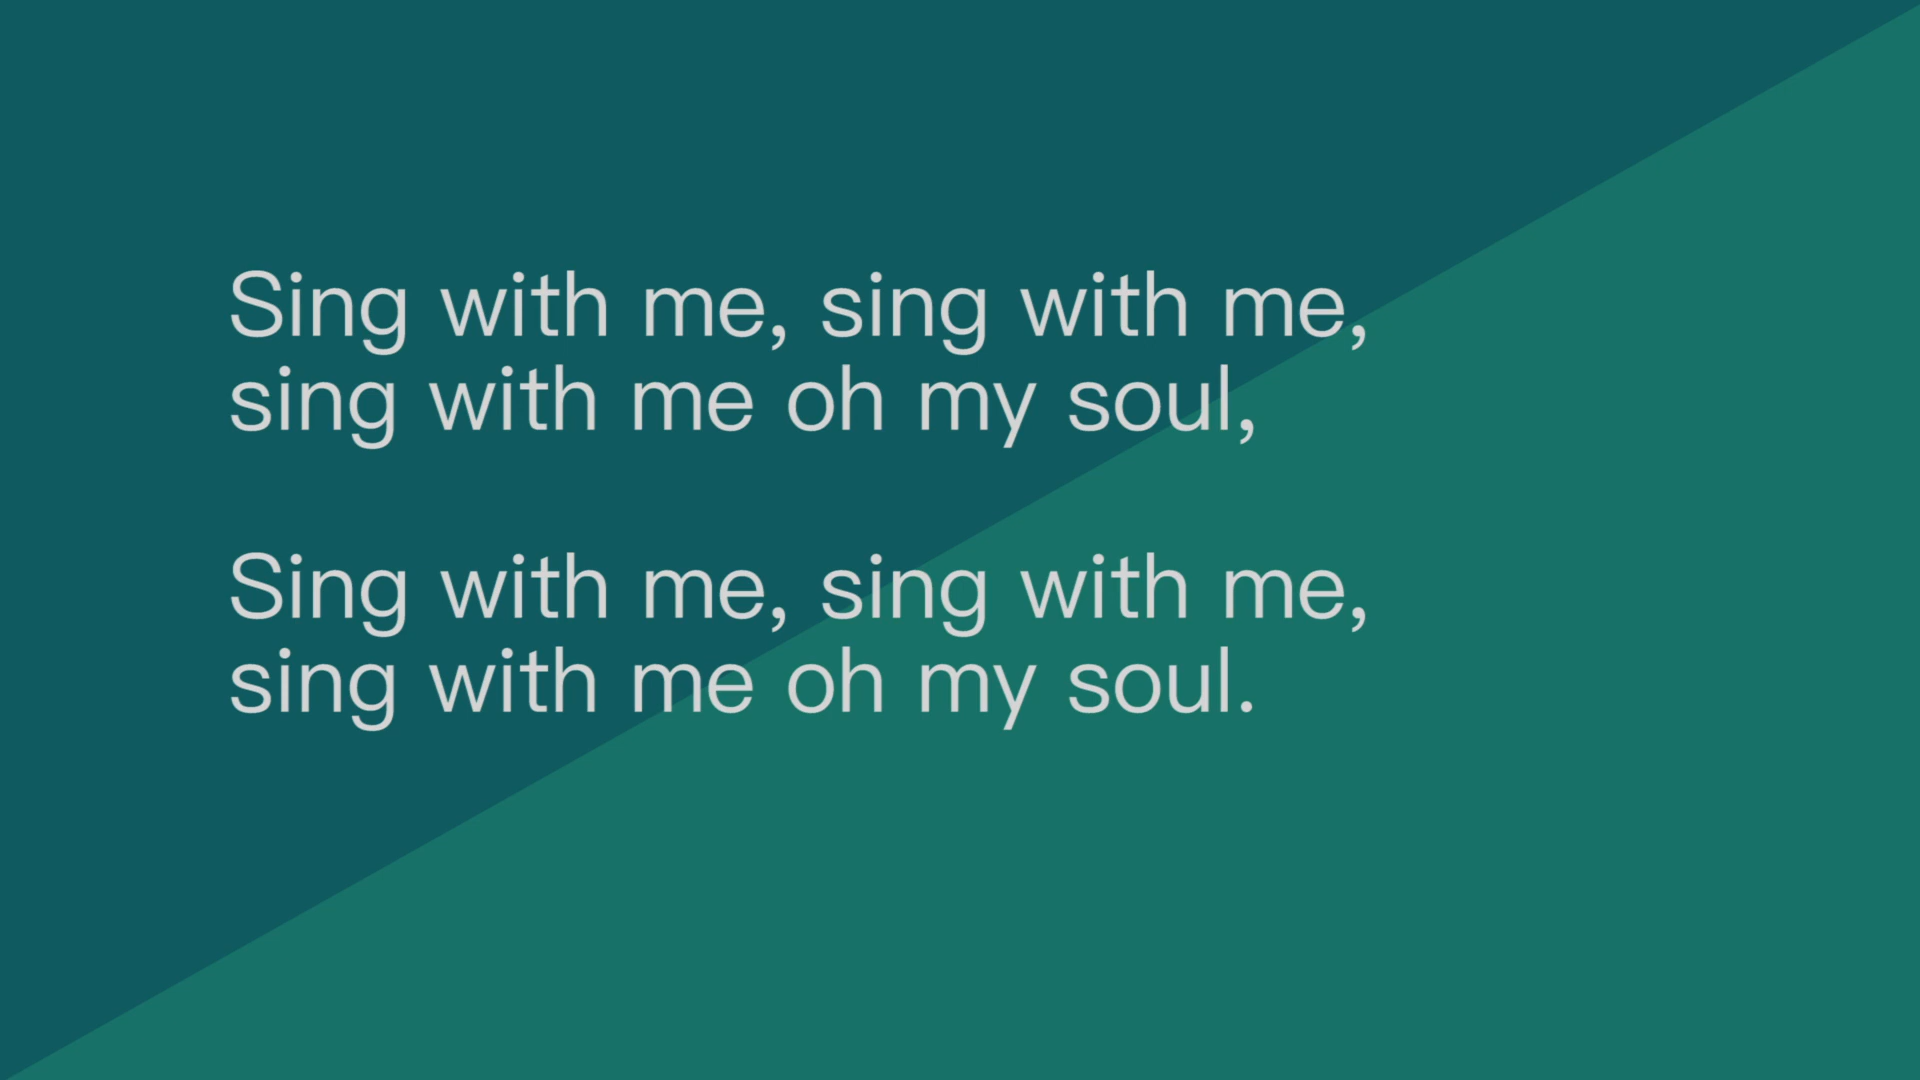 Sing with me, sing with me,
sing with me oh my soul,
Sing with me, sing with me,
sing with me oh my soul.